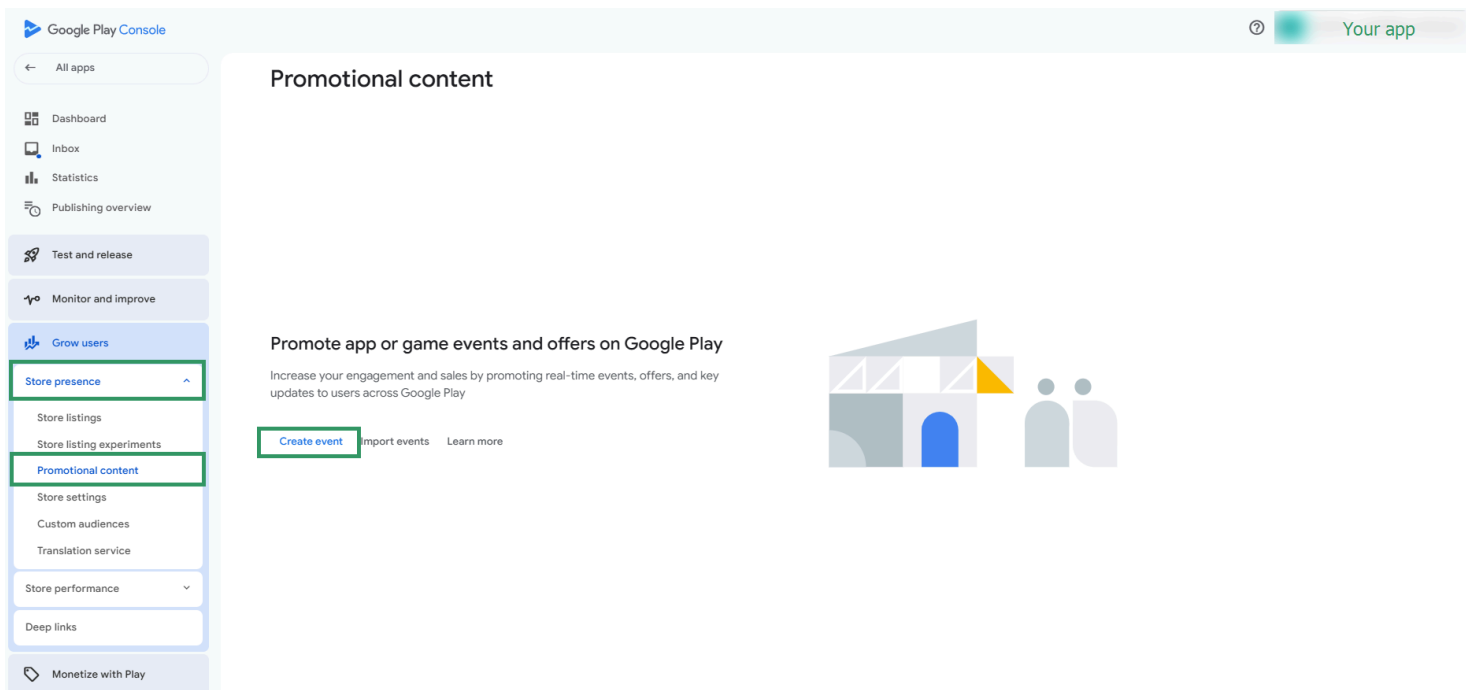 Google Play Console
Your app
All apps
Promotional content
Dashboard
Inbox
Statistics
Publishing overview
Test and release
Monitor and improve
Grow users
Promote app or game events and offers on Google Play
Increase your engagement and sales by promoting real-time events, offers, and key
updates to users across Google Play
Store presence
Store listings
Store listing experiments
Create event Import events Learn more
Promotional content
Store settings
Custom audiences
Translation service
Store performance
Deep links
Monetize with Play